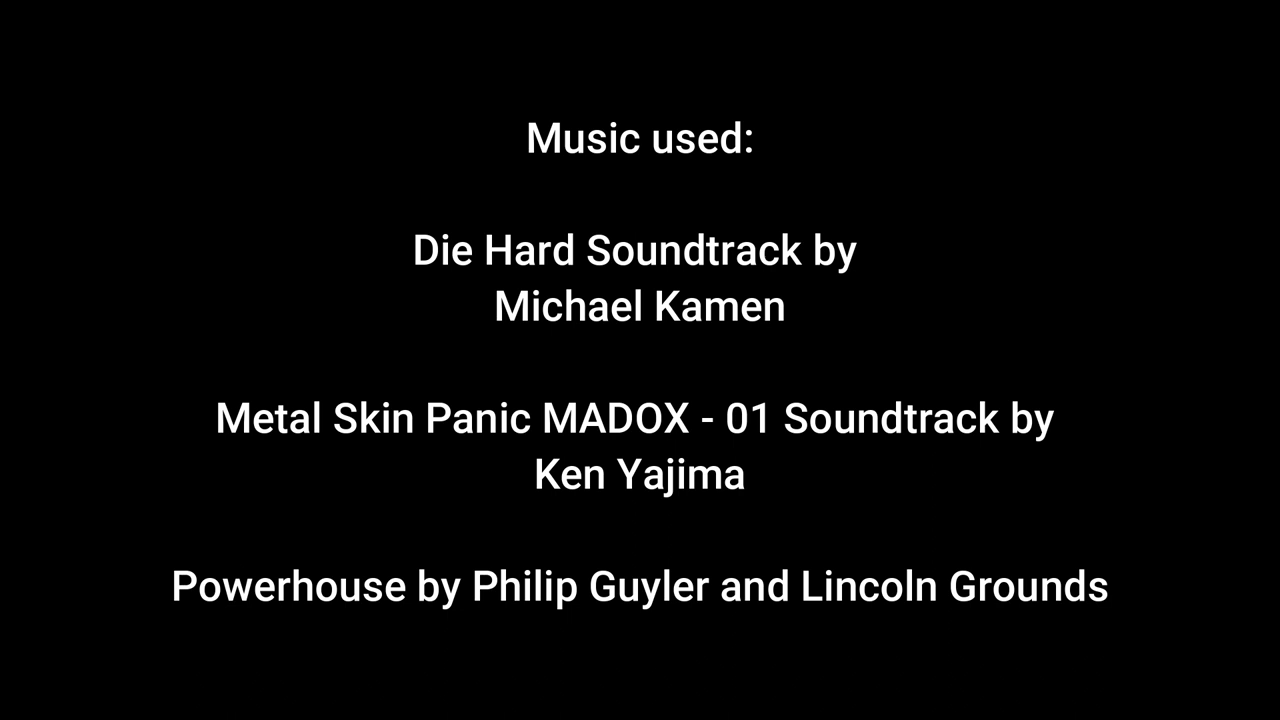 Music used:
Die Hard Soundtrack by
Michael Kamen
Metal Skin Panic MADOX - 01 Soundtrack by
Ken Yajima
Powerhouse by Philip Guyler and Lincoln Grounds